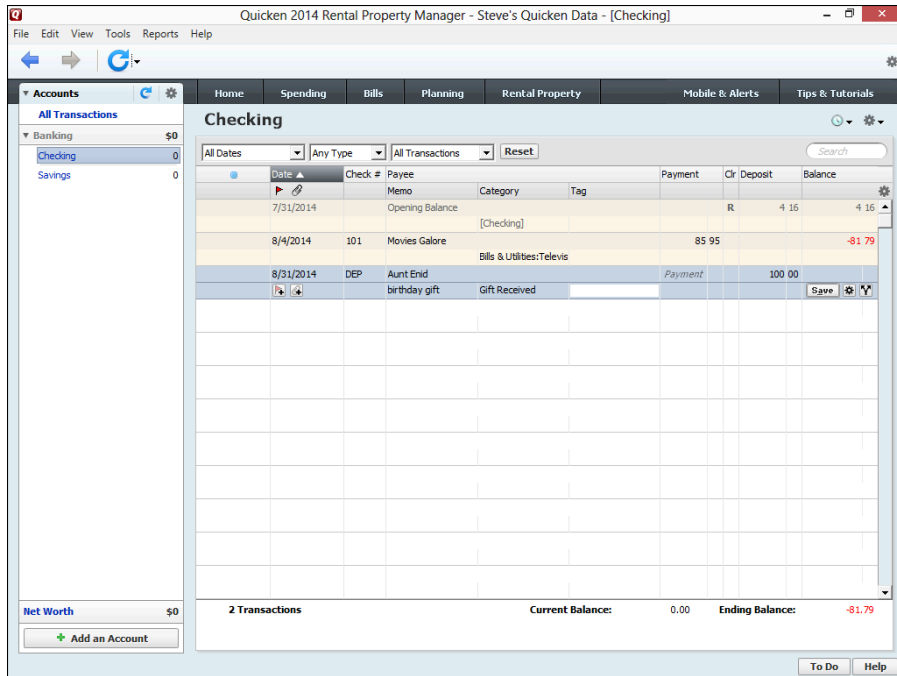 Quicken 2014 Rental Property Manager - Steve's Quicken Data - [Checking]
File Edit View Tools Reports Help
Accounts
Home Spending Bills Planning Rental Property Mobile & Alerts Tips & Tutorials
All Transactions
Banking $0
Checking 0
Savings 0
Checking
All Dates Any Type All Transactions Reset Search
Date Check # Payee Payment Clr Deposit Balance
Memo Category Tag
7/31/2014 Opening Balance R 4 16 4 16
[Checking]
8/4/2014 101 Movies Galore 85 95 -81 79
Bills & Utilities:Televis
8/31/2014 DEP Aunt Enid Payment 100 00
birthday gift Gift Received Save
Net Worth $0
2 Transactions Current Balance: 0.00 Ending Balance: -81.79
Add an Account
To Do Help